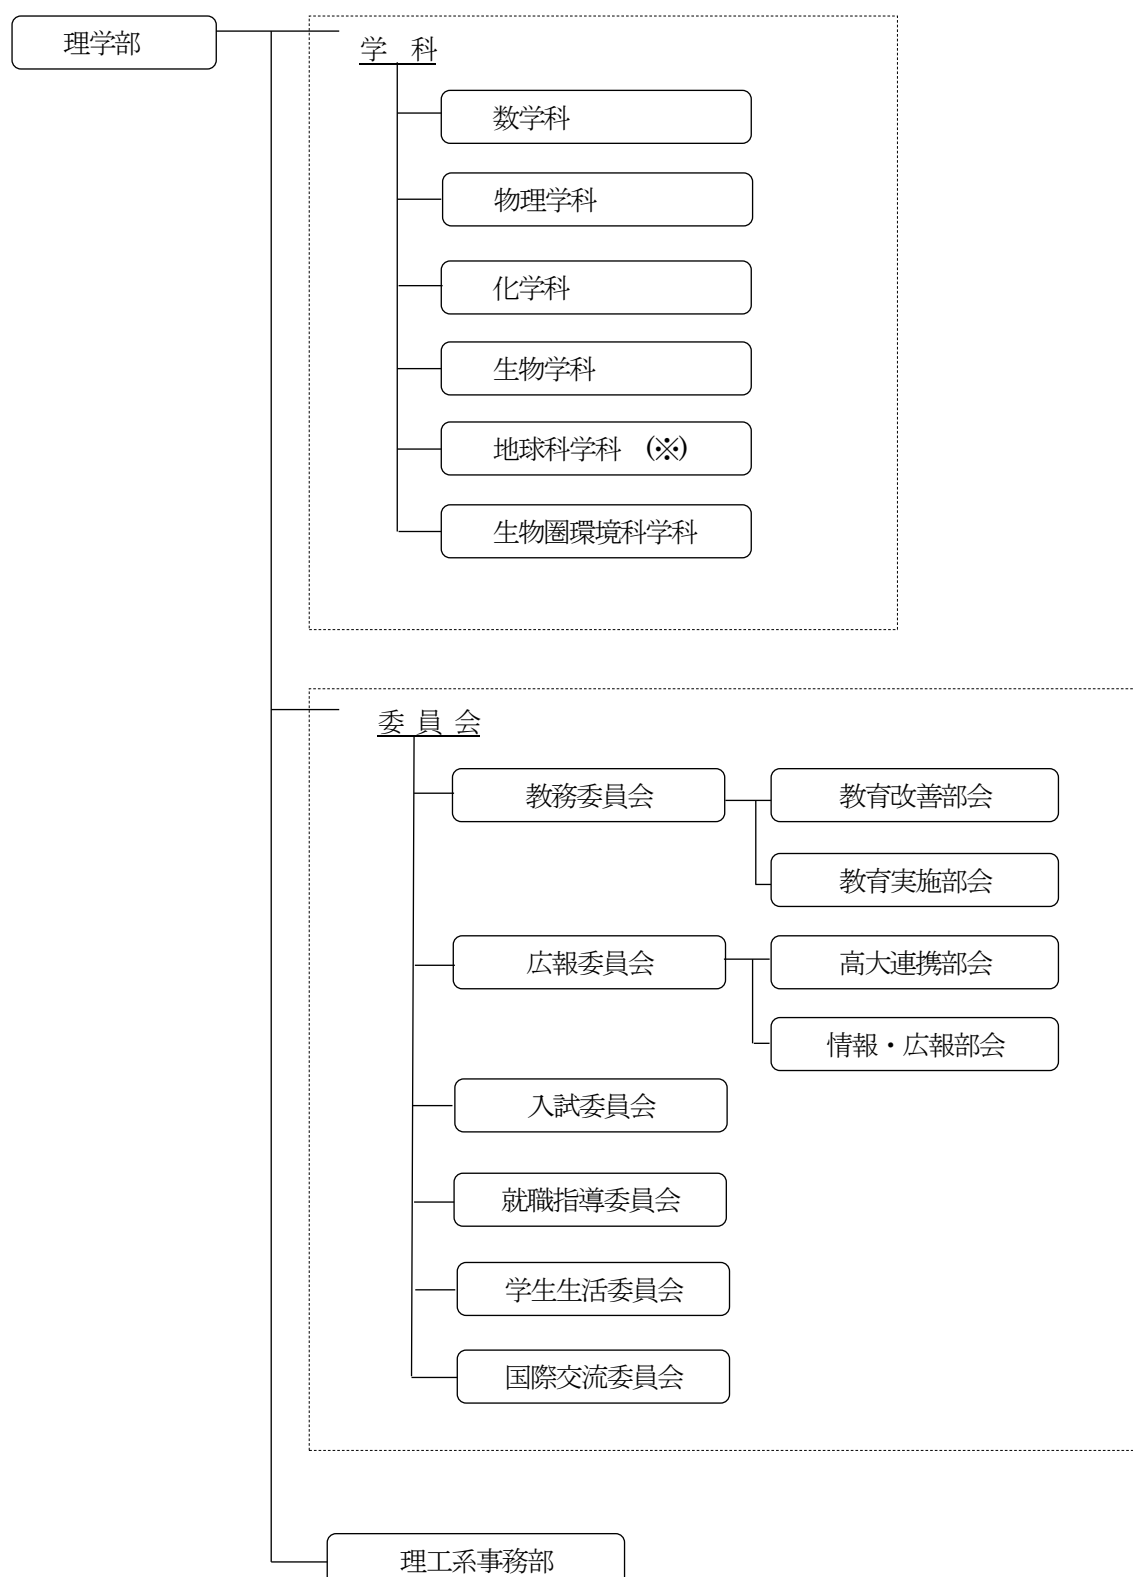 理学部
学　科
数学科
物理学科
化学科
生物学科
地球科学科　(※)
生物圏環境科学科
委 員 会
教務委員会
教育改善部会
教育実施部会
広報委員会
高大連携部会
情報・広報部会
入試委員会
就職指導委員会
学生生活委員会
国際交流委員会
理工系事務部